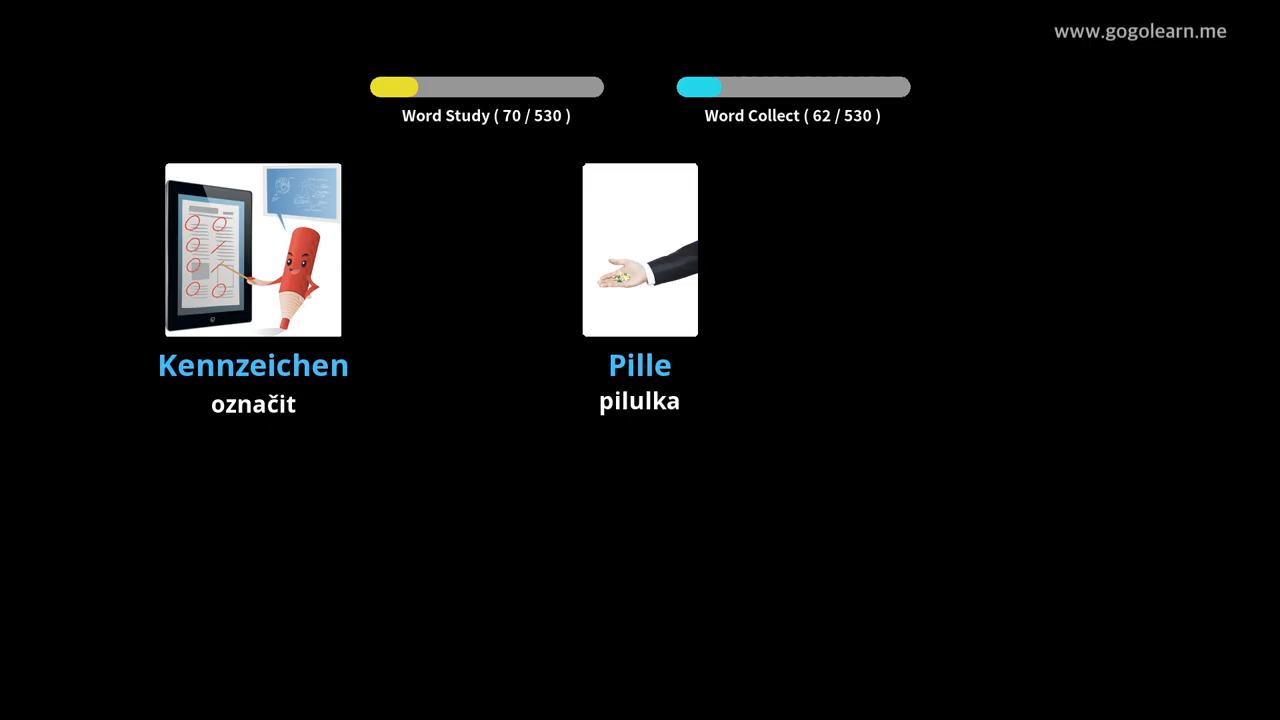 www.gogolearn.me
Word Study ( 70 / 530 )
Word Collect ( 62 / 530 )
Kennzeichen
označit
Pille
pilulka